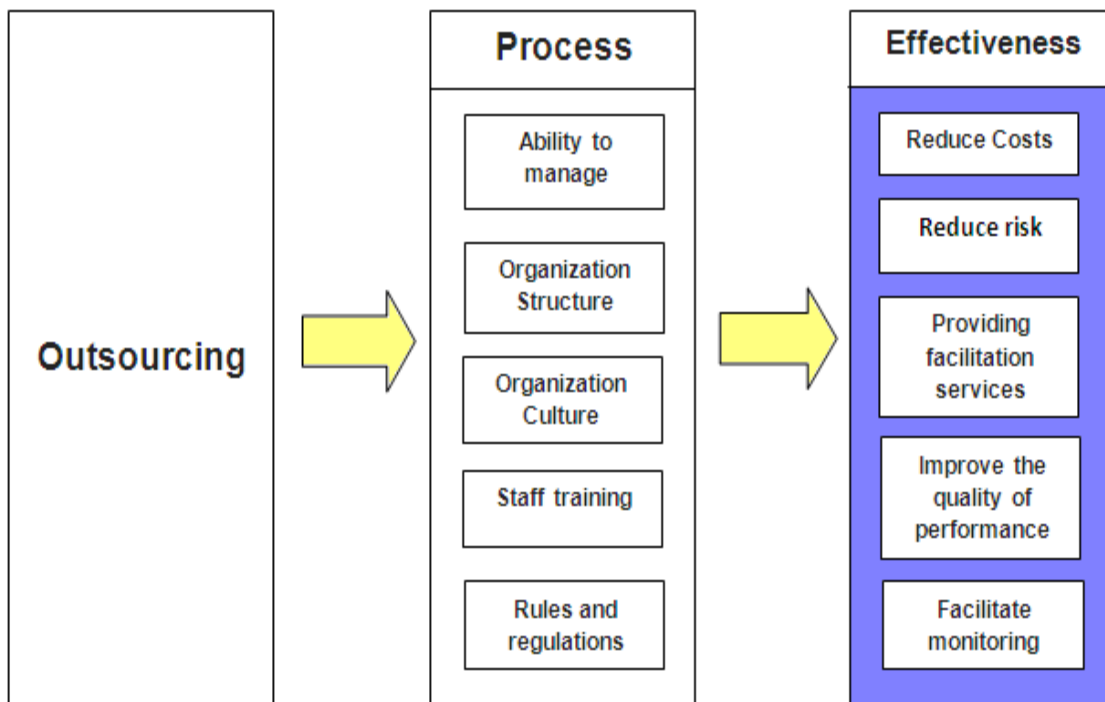 Outsourcing
Process
Ability to
manage
Organization
Structure
Organization
Culture
Staff training
Rules and
regulations
Effectiveness
Reduce Costs
Reduce risk
Providing
facilitation
services
Improve the
quality of
performance
Facilitate
monitoring